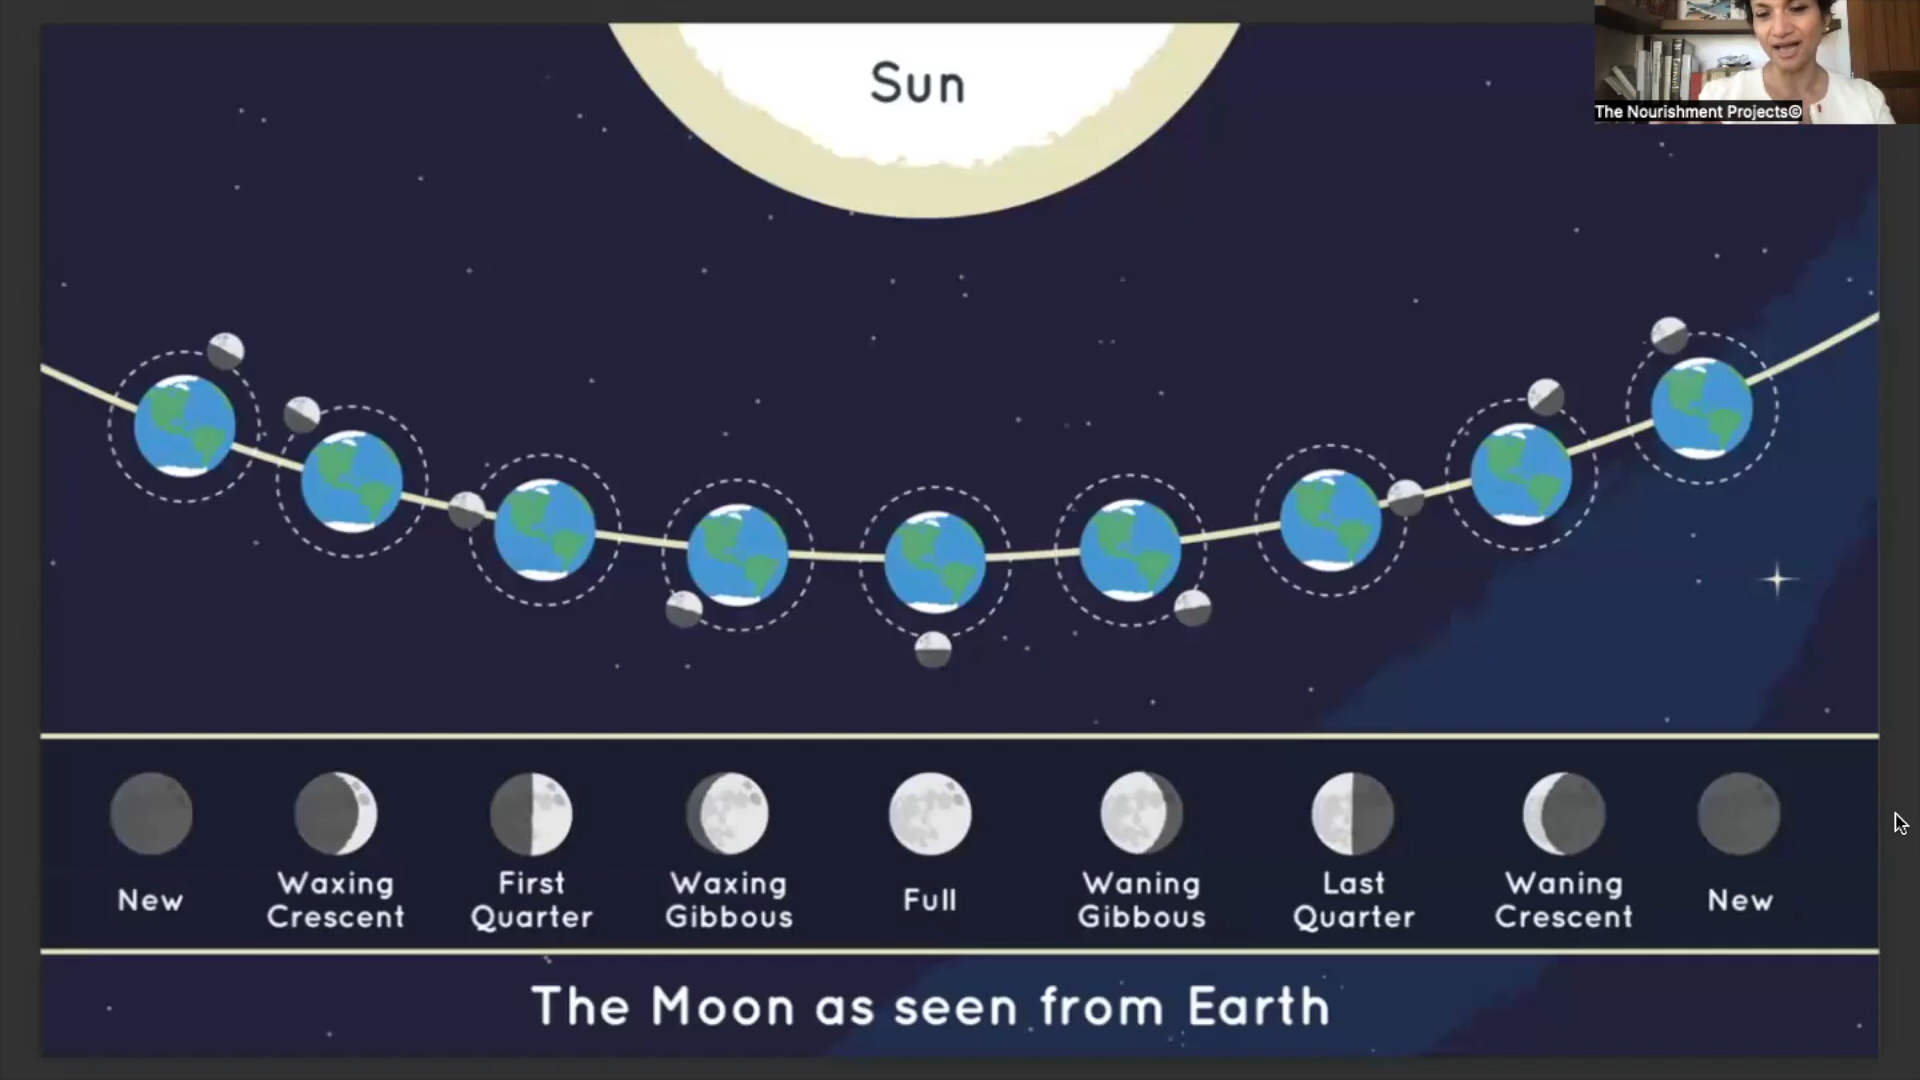 Sun
The Nourishment Projects©
New
Waxing
Crescent
First
Quarter
Waxing
Gibbous
Full
Waning
Gibbous
Last
Quarter
Waning
Crescent
New
The Moon as seen from Earth